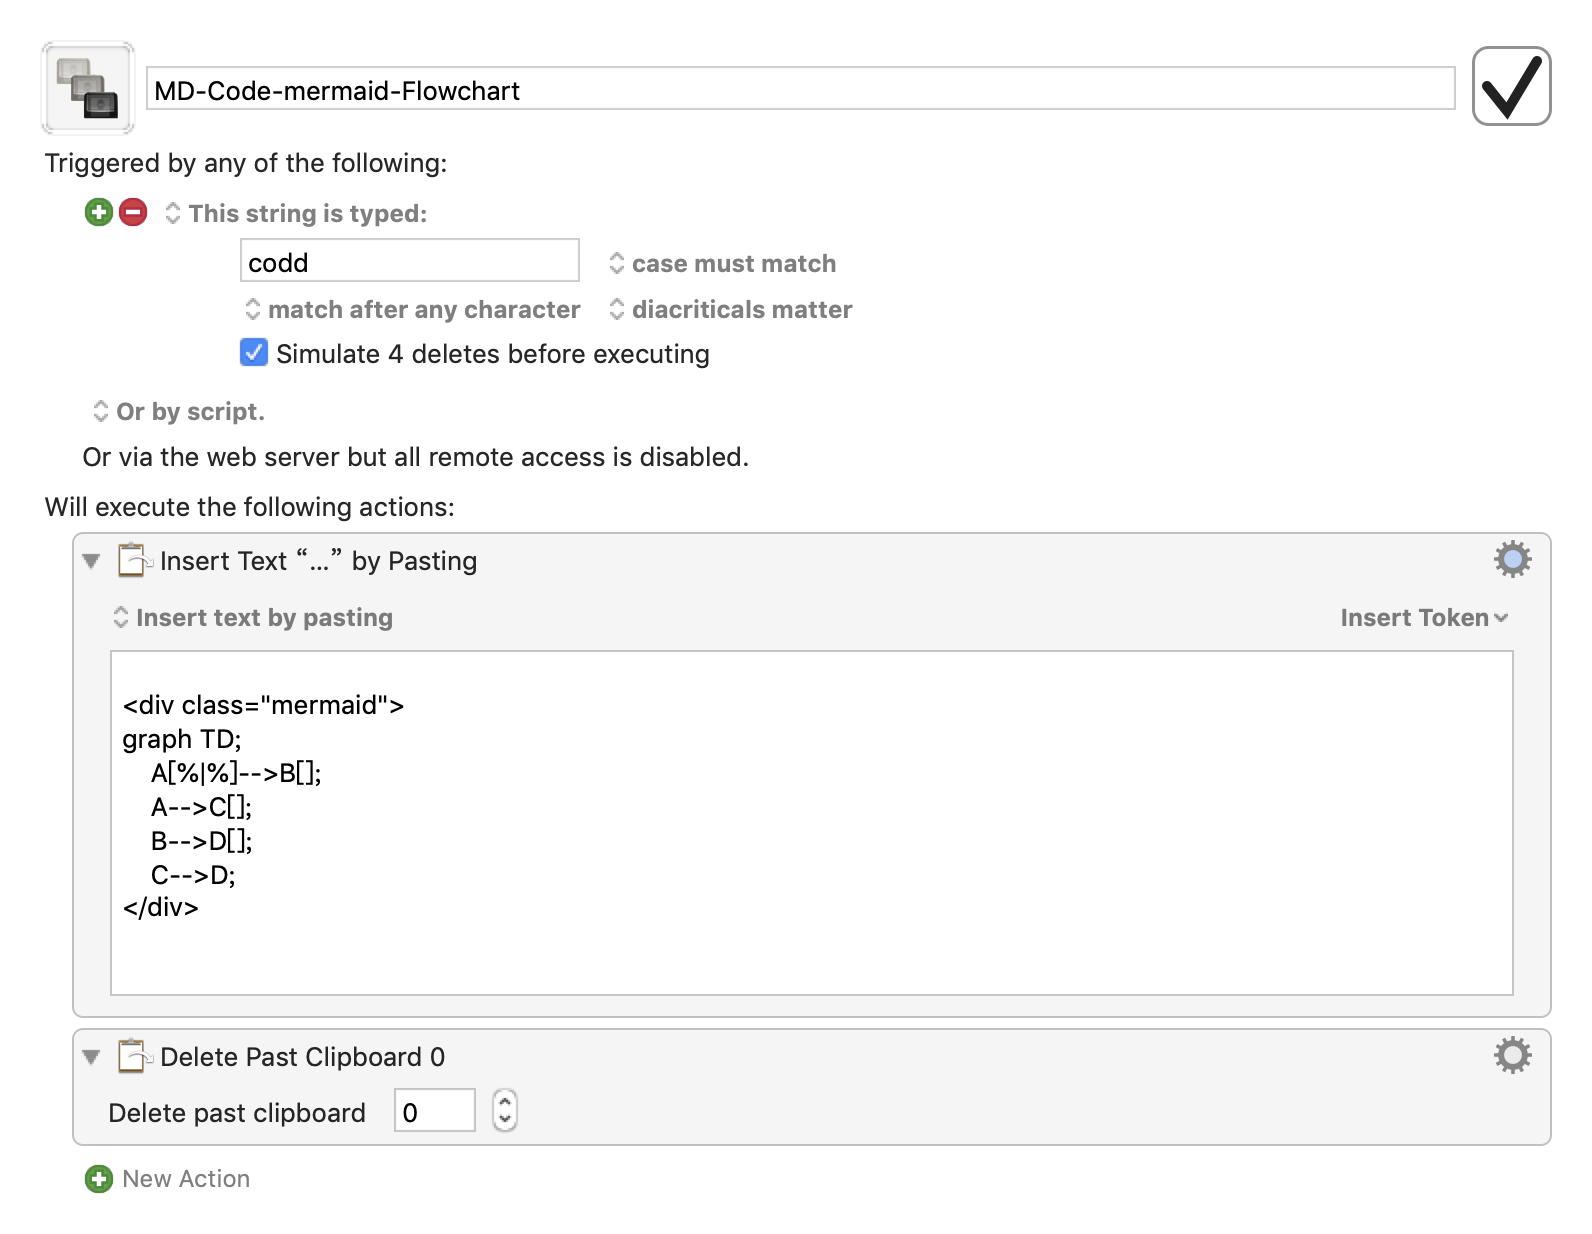 MD-Code-mermaid-Flowchart
Triggered by any of the following:
This string is typed:
codd case must match
match after any character diacriticals matter
Simulate 4 deletes before executing
Or by script.
Or via the web server but all remote access is disabled.
Will execute the following actions:
Insert Text “…” by Pasting
Insert text by pasting Insert Token
<div class="mermaid">
graph TD;
    A[%|%]-->B[];
    A-->C[];
    B-->D[];
    C-->D;
</div>
Delete Past Clipboard 0
Delete past clipboard 0
New Action